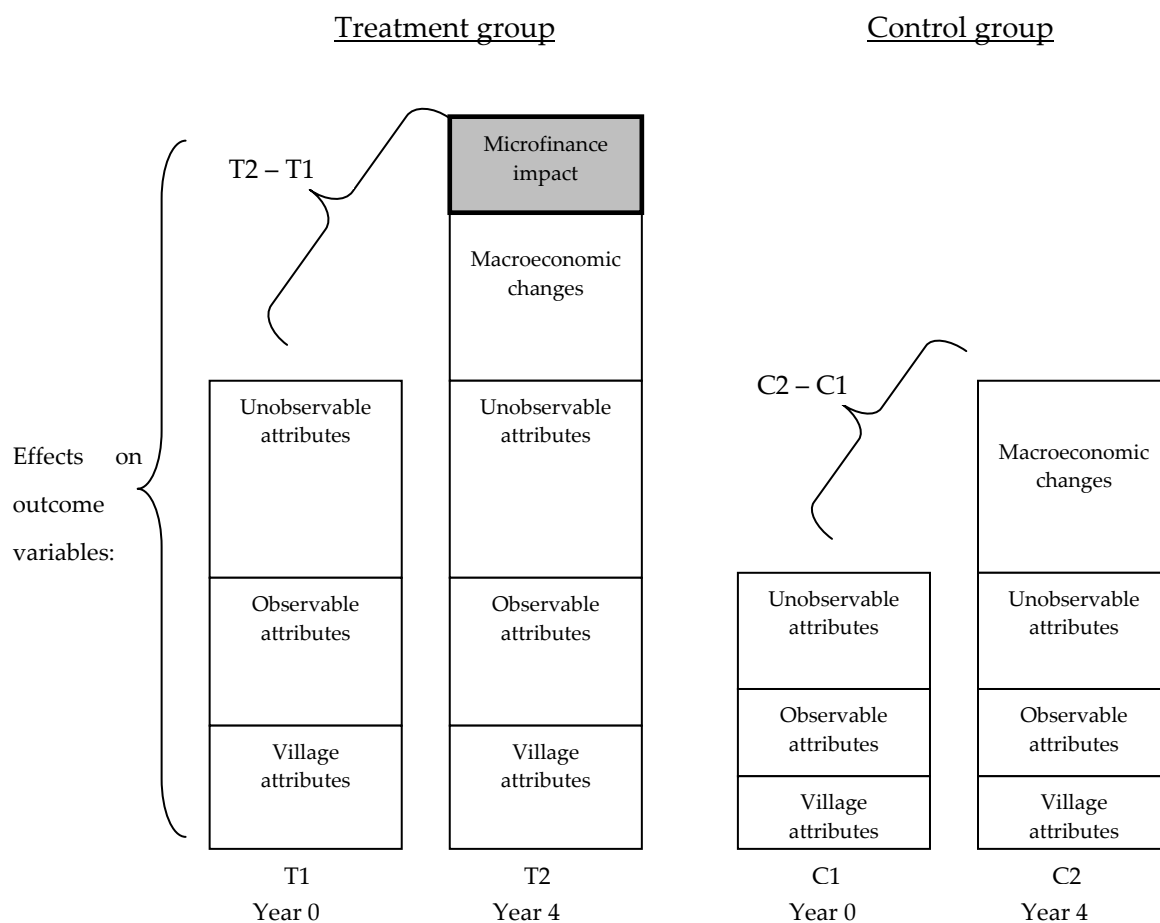 Treatment group
Control group
Microfinance
impact
T2 – T1
Macroeconomic
changes
C2 – C1
Unobservable
attributes
Unobservable
attributes
Macroeconomic
changes
Effects on
outcome
variables:
Observable
attributes
Observable
attributes
Unobservable
attributes
Unobservable
attributes
Village
attributes
Village
attributes
Observable
attributes
Observable
attributes
Village
attributes
Village
attributes
T1
Year 0
T2
Year 4
C1
Year 0
C2
Year 4